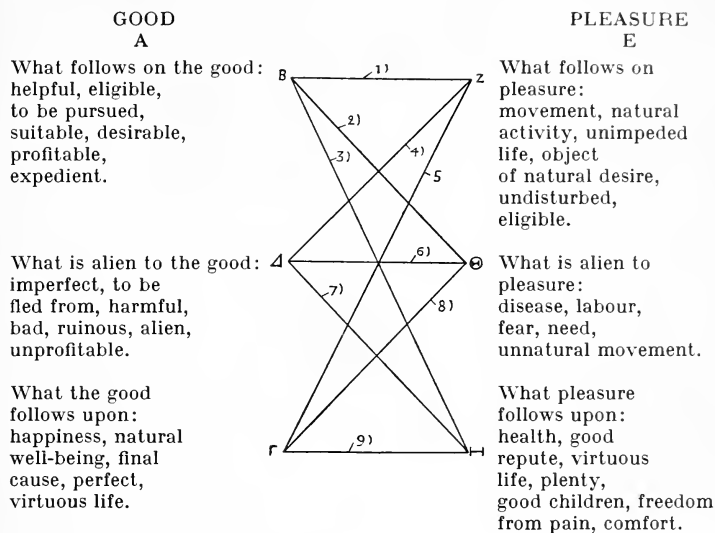 GOOD
A
What follows on the good:
helpful, eligible,
to be pursued,
suitable, desirable,
profitable,
expedient.
What is alien to the good:
imperfect, to be
fled from, harmful,
bad, ruinous, alien,
unprofitable.
What the good
follows upon:
happiness, natural
well-being, final
cause, perfect,
virtuous life.
B
1)
Z
2)
3)
4)
5
Δ
6)
Θ
7)
8)
Γ
9)
H
PLEASURE
E
What follows on
pleasure:
movement, natural
activity, unimpeded
life, object
of natural desire,
undisturbed,
eligible.
What is alien to
pleasure:
disease, labour,
fear, need,
unnatural movement.
What pleasure
follows upon:
health, good
repute, virtuous
life, plenty,
good children, freedom
from pain, comfort.